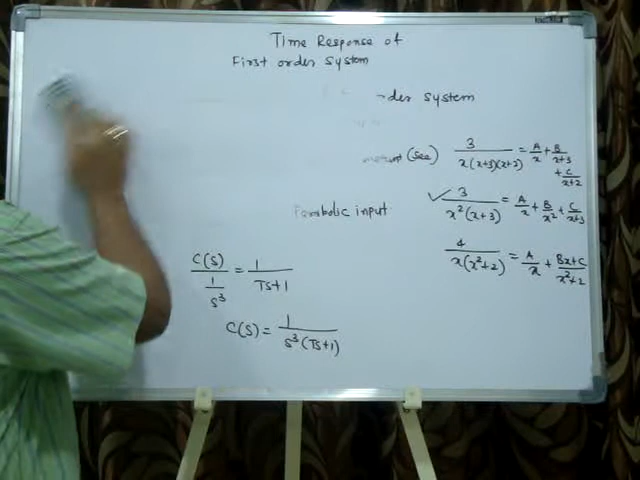 Time Response of
First order system
der system
(see) 3/(x(x+3)(x+2)) = A/x + B/(x+3) + C/(x+2)
✓ 3/(x²(x+3)) = A/x + B/x² + C/(x+3)
Parabolic input
4/(x(x²+2)) = A/x + (Bx+C)/(x²+2)
C(S)/(1/s³) = 1/(Ts+1)
C(S) = 1/(s³(Ts+1))